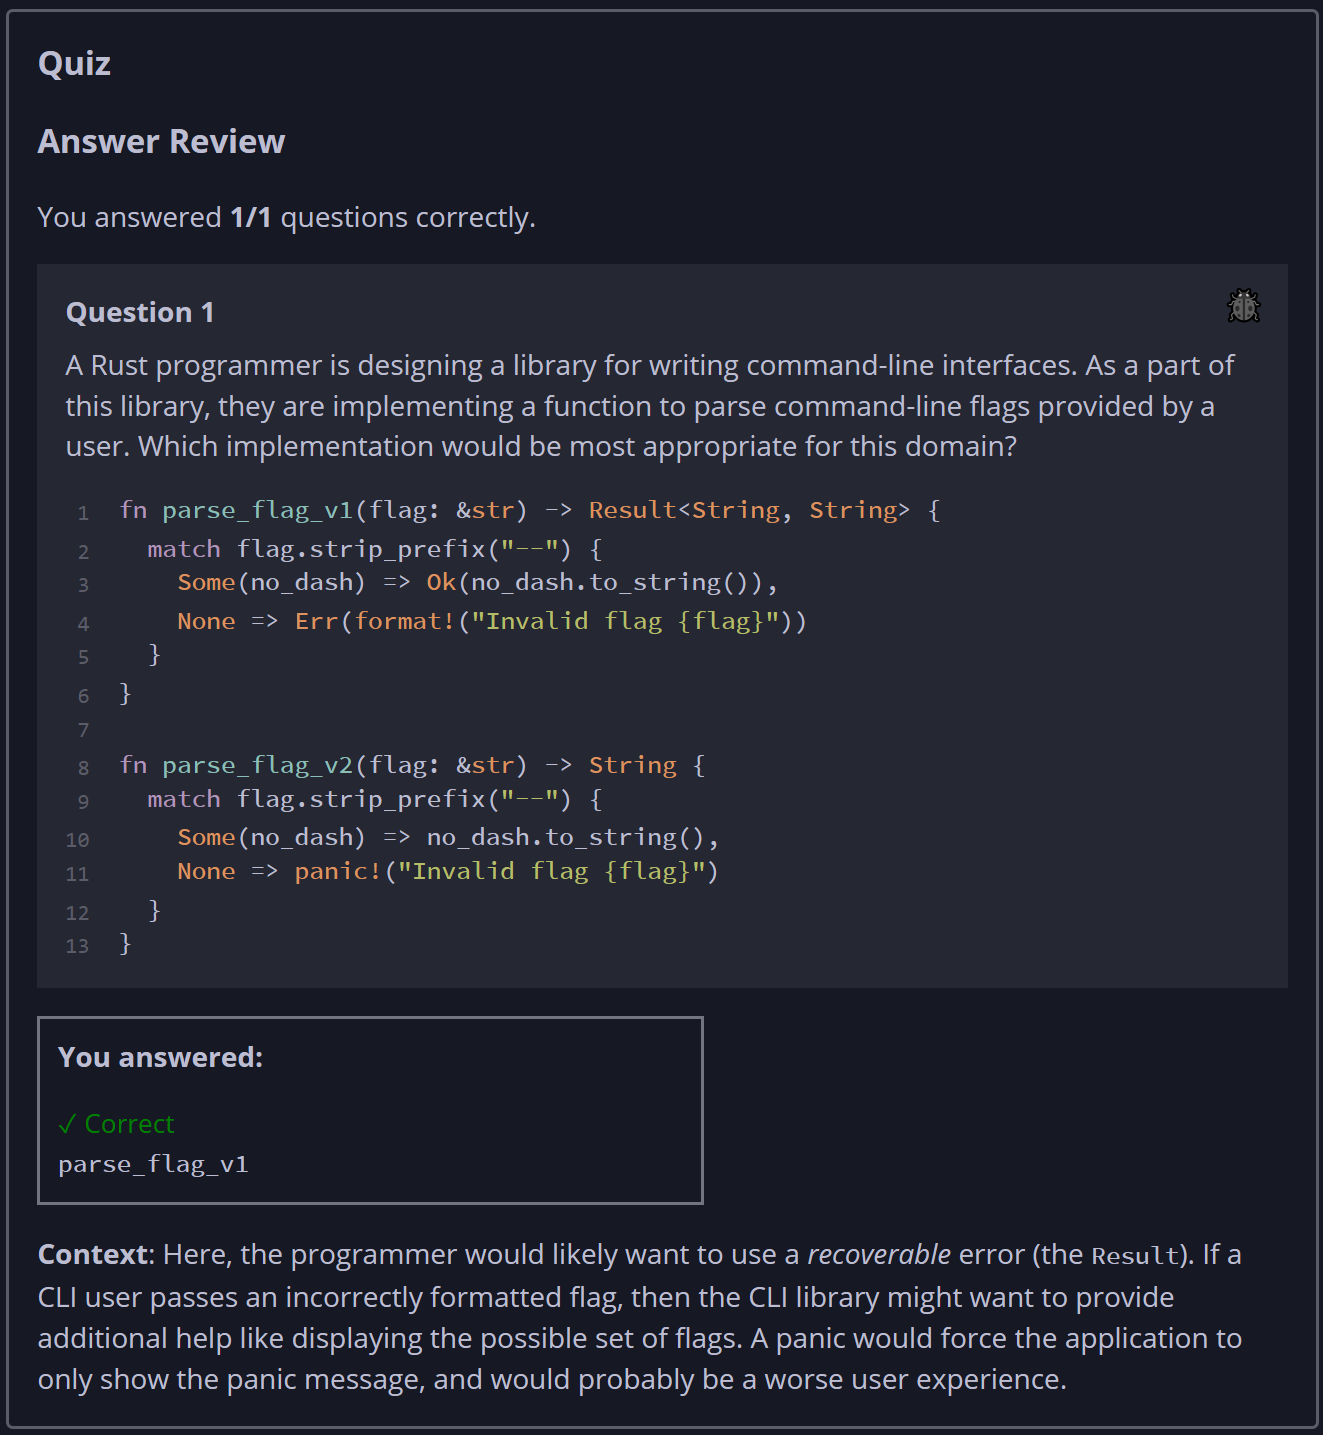 Quiz
Answer Review
You answered 1/1 questions correctly.
Question 1
A Rust programmer is designing a library for writing command-line interfaces. As a part of
this library, they are implementing a function to parse command-line flags provided by a
user. Which implementation would be most appropriate for this domain?
1 fn parse_flag_v1(flag: &str) -> Result<String, String> {
2   match flag.strip_prefix("--") {
3     Some(no_dash) => Ok(no_dash.to_string()),
4     None => Err(format!("Invalid flag {flag}"))
5   }
6 }
7
8 fn parse_flag_v2(flag: &str) -> String {
9   match flag.strip_prefix("--") {
10     Some(no_dash) => no_dash.to_string(),
11     None => panic!("Invalid flag {flag}")
12   }
13 }
You answered:
✓ Correct
parse_flag_v1
Context: Here, the programmer would likely want to use a recoverable error (the Result). If a
CLI user passes an incorrectly formatted flag, then the CLI library might want to provide
additional help like displaying the possible set of flags. A panic would force the application to
only show the panic message, and would probably be a worse user experience.